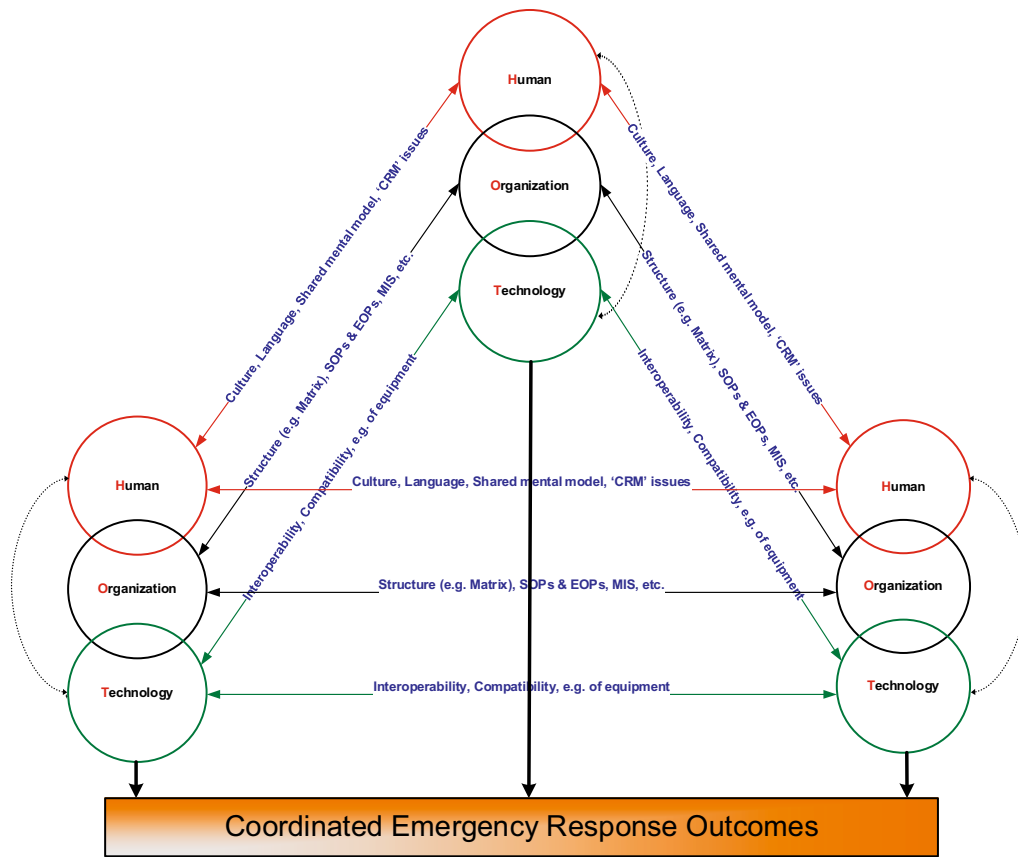 Human
Organization
Technology
Culture, Language, Shared mental model, ‘CRM’ issues
Structure (e.g. Matrix), SOPs & EOPs, MIS, etc.
Interoperability, Compatibility, e.g. of equipment
Culture, Language, Shared mental model, ‘CRM’ issues
Structure (e.g. Matrix), SOPs & EOPs, MIS, etc.
Interoperability, Compatibility, e.g. of equipment
Human
Culture, Language, Shared mental model, ‘CRM’ issues
Human
Organization
Structure (e.g. Matrix), SOPs & EOPs, MIS, etc.
Organization
Technology
Interoperability, Compatibility, e.g. of equipment
Technology
Coordinated Emergency Response Outcomes